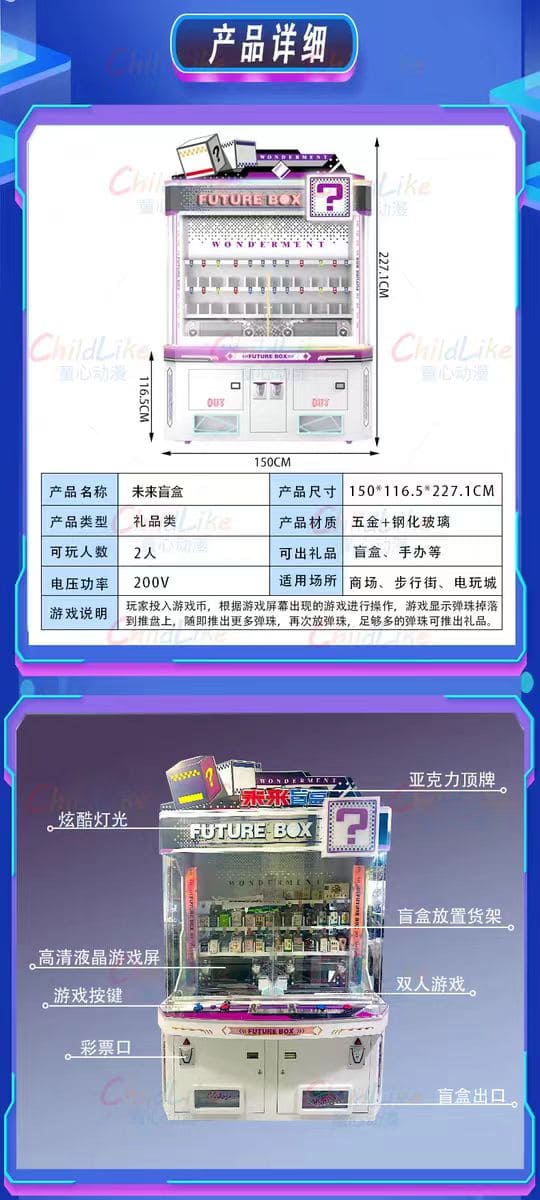 产品详细
WONDERMENT
?
FUTURE BOX
?
WONDERMENT
227.1CM
FUTURE BOX
116.5CM
OUT
OUT
150CM
产品名称 未来盲盒 产品尺寸 150*116.5*227.1CM
产品类型 礼品类 产品材质 五金+钢化玻璃
可玩人数 2人 可出礼品 盲盒、手办等
电压功率 200V 适用场所 商场、步行街、电玩城
游戏说明 玩家投入游戏币，根据游戏屏幕出现的游戏进行操作，游戏显示弹珠掉落
到推盘上，随即推出更多弹珠，再次放弹珠，足够多的弹珠可推出礼品。
ChildLike
童心动漫
WONDERMENT
亚克力顶牌
?
未来盲盒
炫酷灯光
FUTURE BOX
?
WONDERMENT
盲盒放置货架
高清液晶游戏屏
双人游戏
游戏按键
FUTURE BOX
彩票口
盲盒出口